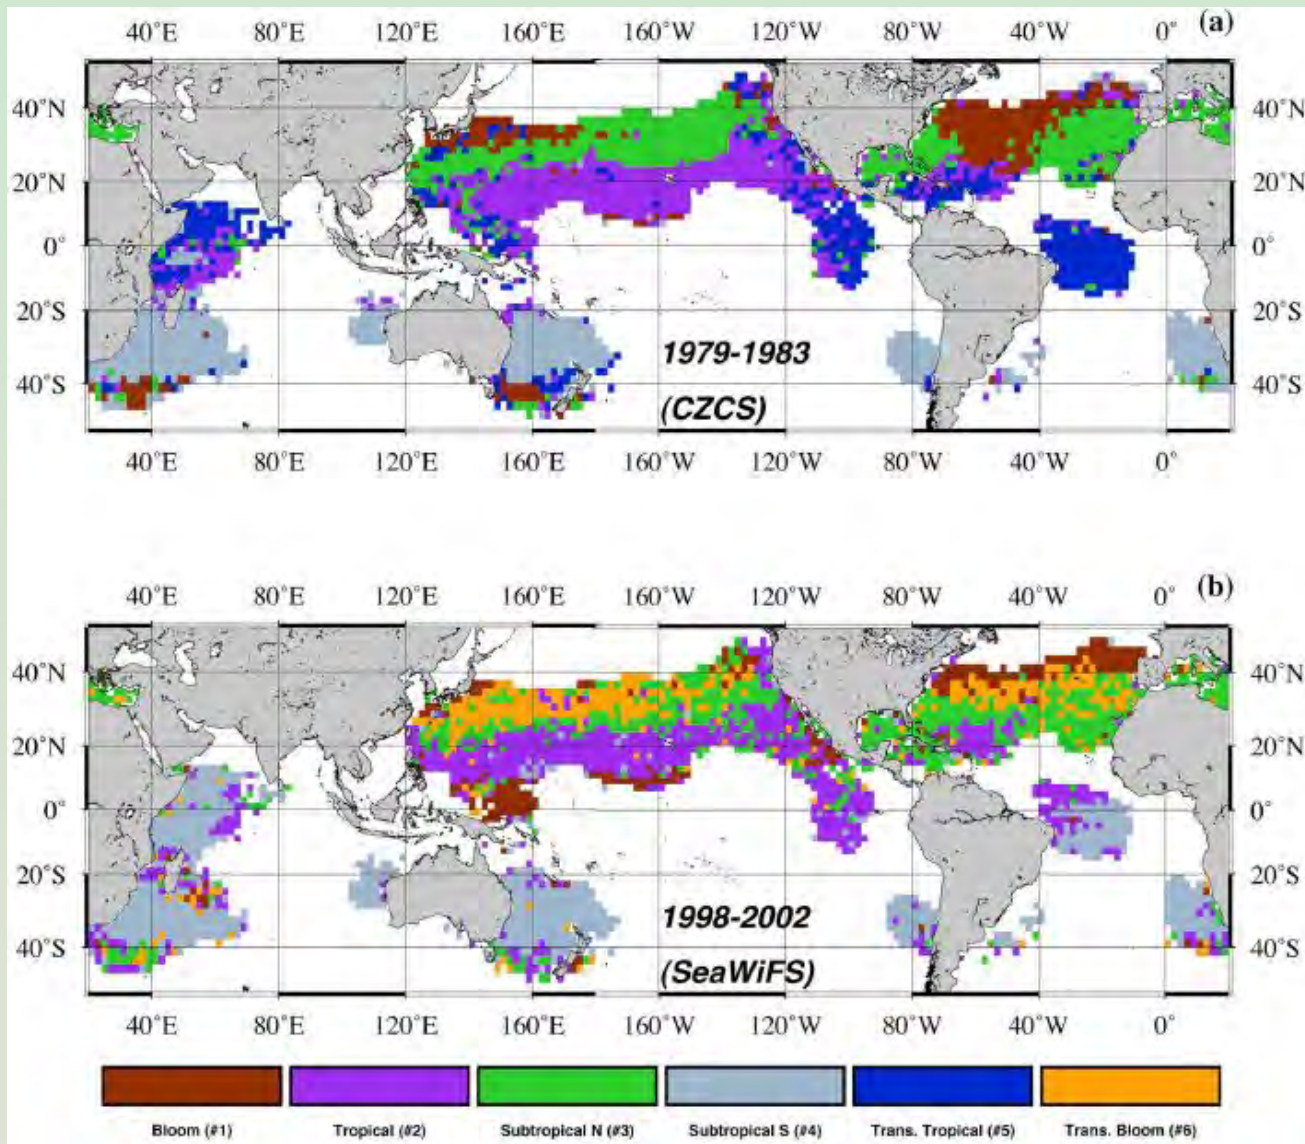 (a)
40°E 80°E 120°E 160°E 160°W 120°W 80°W 40°W 0°
40°N 40°N
20°N 20°N
0° 0°
20°S 20°S
1979-1983
40°S 40°S
(CZCS)
40°E 80°E 120°E 160°E 160°W 120°W 80°W 40°W 0°
(b)
40°E 80°E 120°E 160°E 160°W 120°W 80°W 40°W 0°
40°N 40°N
20°N 20°N
0° 0°
20°S 20°S
1998-2002
40°S 40°S
(SeaWiFS)
40°E 80°E 120°E 160°E 160°W 120°W 80°W 40°W 0°
Bloom (#1) Tropical (#2) Subtropical N (#3) Subtropical S (#4) Trans. Tropical (#5) Trans. Bloom (#6)